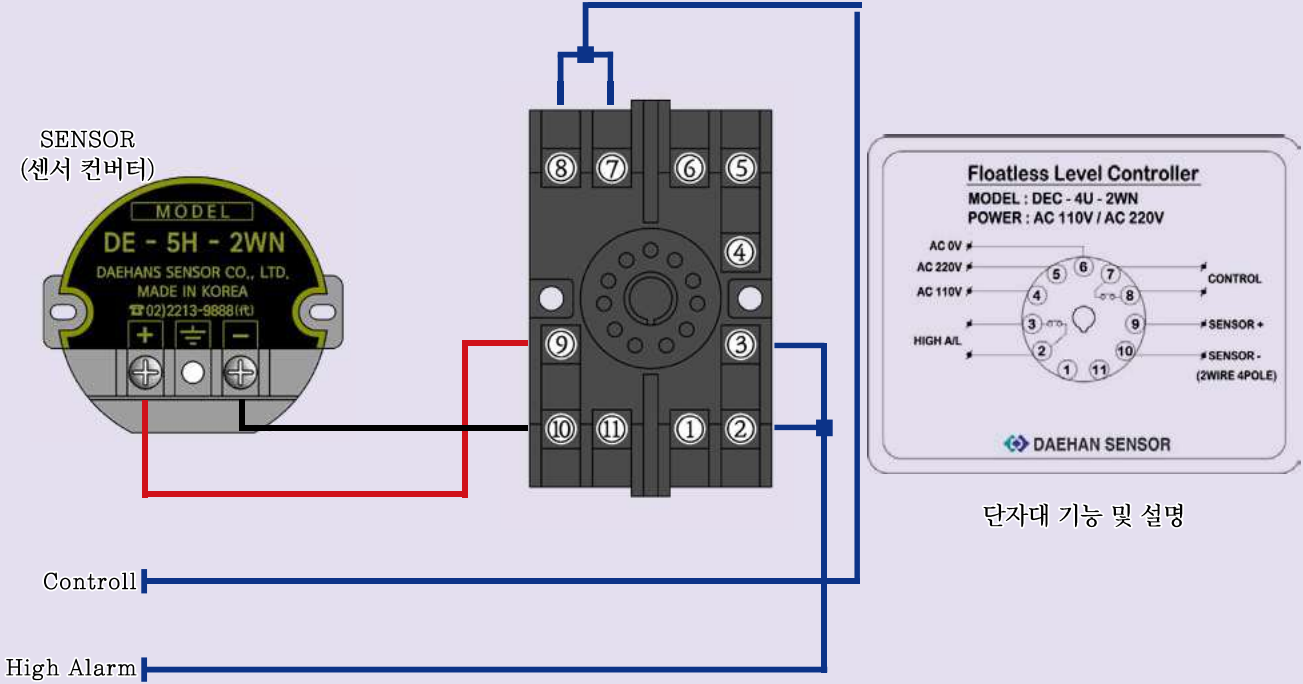 SENSOR
(센서 컨버터)
MODEL
DE - 5H - 2WN
DAEHANS SENSOR CO,. LTD.
MADE IN KOREA
☎02)2213-9888(代)
+ -
⑧ ⑦ ⑥ ⑤
④
⑨ ③
⑩ ⑪ ① ②
Floatless Level Controller
MODEL : DEC - 4U - 2WN
POWER : AC 110V / AC 220V
AC 0V
AC 220V
AC 110V
HIGH A/L
5 6 7
4 8
3 9
2 10
1 11
CONTROL
SENSOR +
SENSOR -
(2WIRE 4POLE)
DAEHAN SENSOR
단자대 기능 및 설명
Controll
High Alarm